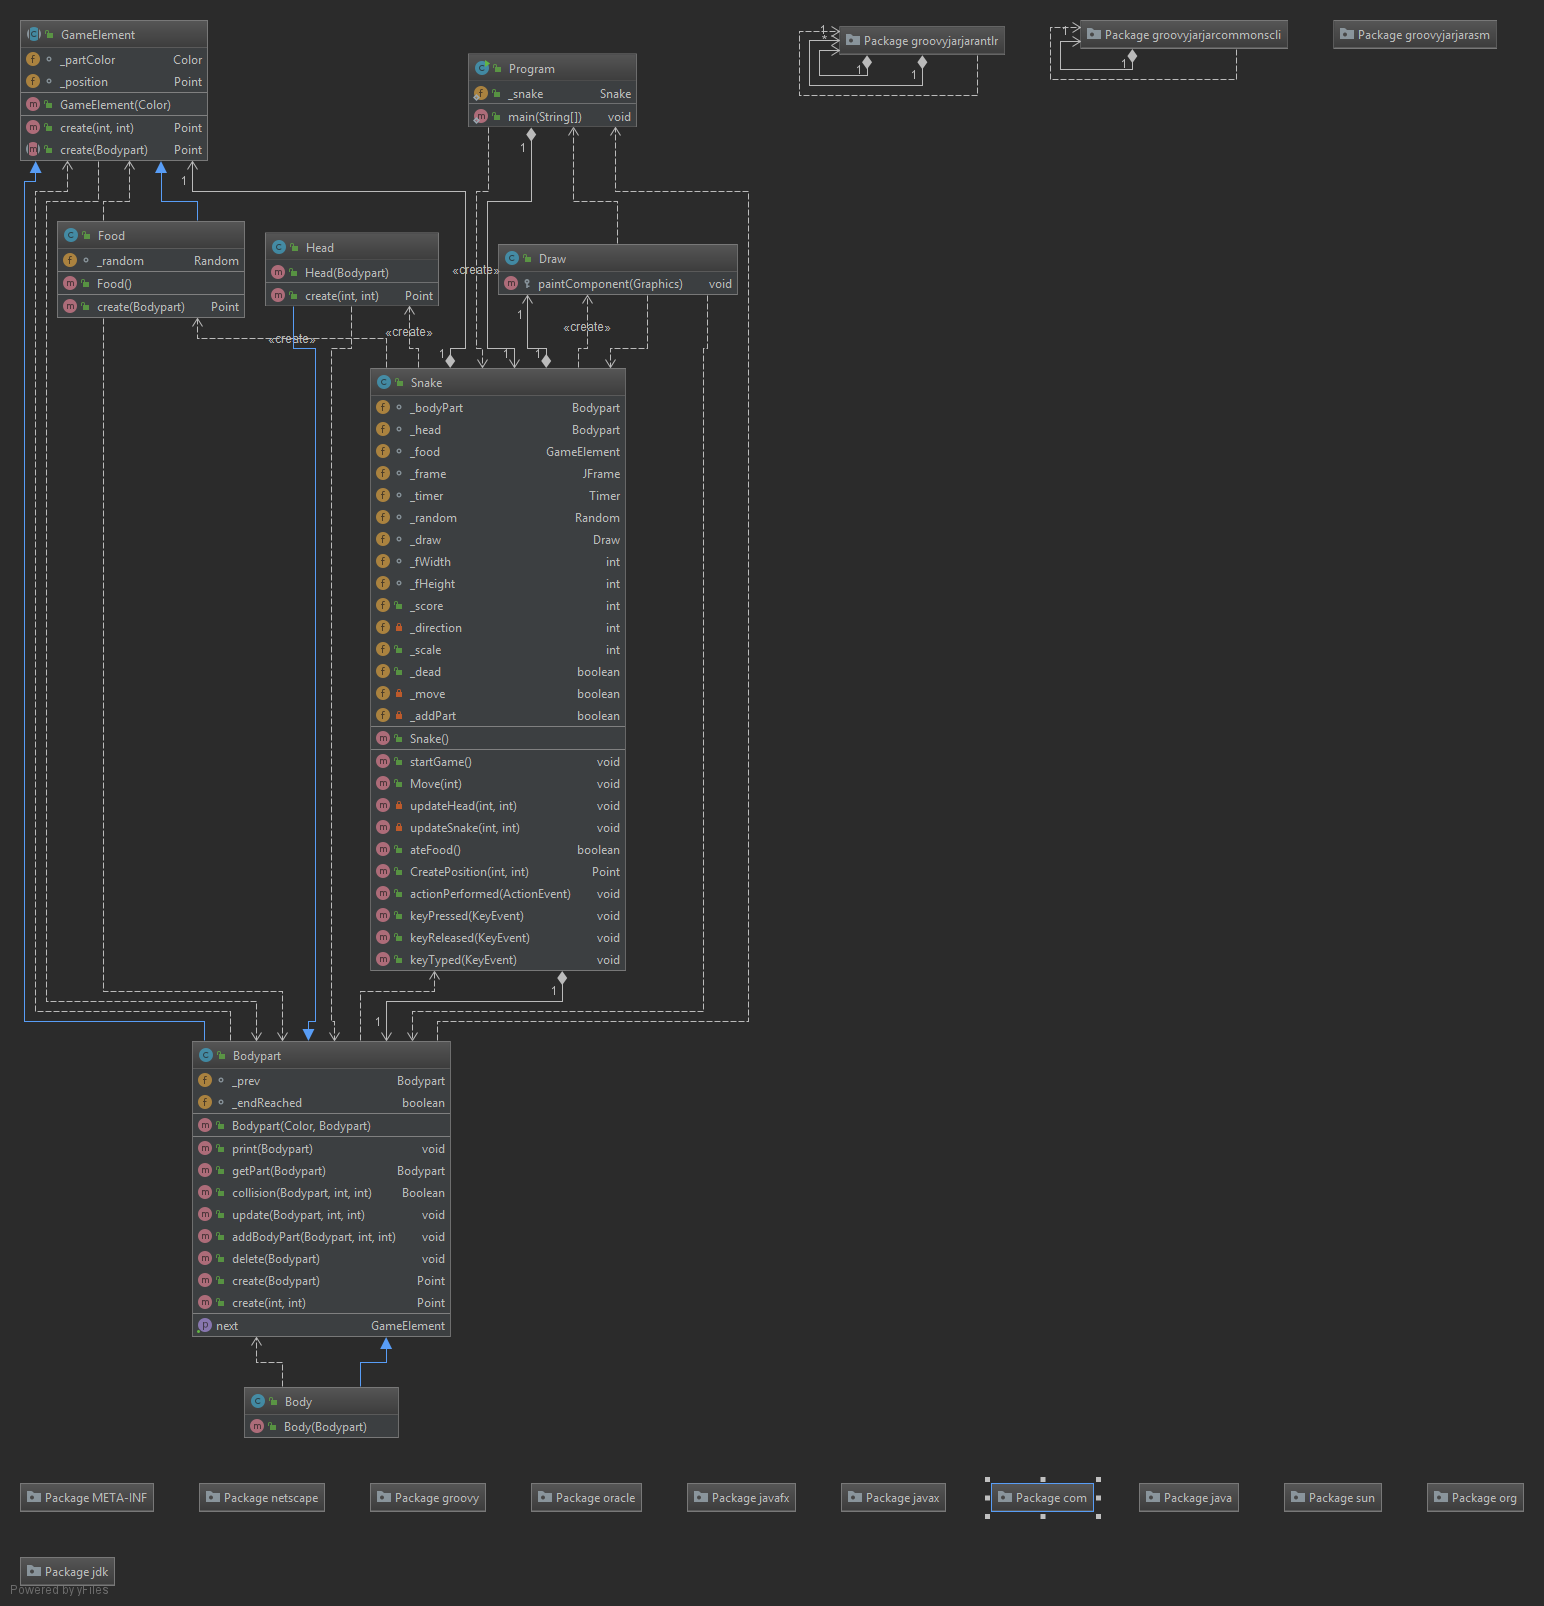 GameElement
_partColor Color
_position Point
GameElement(Color)
create(int, int) Point
create(Bodypart) Point
Program
_snake Snake
main(String[]) void
Package groovyjarjarantlr
1
*
1
1
Package groovyjarjarcommonscli
1
1
Package groovyjarjarasm
1
1
Food
_random Random
Food()
create(Bodypart) Point
Head
Head(Bodypart)
create(int, int) Point
Draw
paintComponent(Graphics) void
«create»
1
«create»
«create»
«create»
1
1
1
Snake
_bodyPart Bodypart
_head Bodypart
_food GameElement
_frame JFrame
_timer Timer
_random Random
_draw Draw
_fWidth int
_fHeight int
_score int
_direction int
_scale int
_dead boolean
_move boolean
_addPart boolean
Snake()
startGame() void
Move(int) void
updateHead(int, int) void
updateSnake(int, int) void
ateFood() boolean
CreatePosition(int, int) Point
actionPerformed(ActionEvent) void
keyPressed(KeyEvent) void
keyReleased(KeyEvent) void
keyTyped(KeyEvent) void
1
1
Bodypart
_prev Bodypart
_endReached boolean
Bodypart(Color, Bodypart)
print(Bodypart) void
getPart(Bodypart) Bodypart
collision(Bodypart, int, int) Boolean
update(Bodypart, int, int) void
addBodyPart(Bodypart, int, int) void
delete(Bodypart) void
create(Bodypart) Point
create(int, int) Point
next GameElement
Body
Body(Bodypart)
Package META-INF
Package netscape
Package groovy
Package oracle
Package javafx
Package javax
Package com
Package java
Package sun
Package org
Package jdk
Powered by yFiles